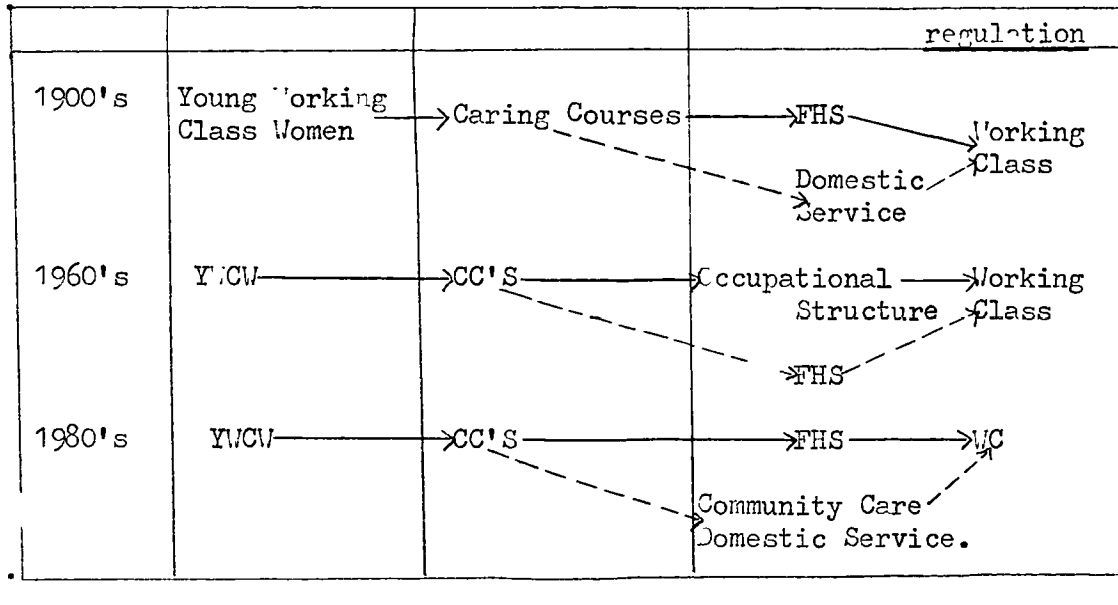 regulation
1900's
Young Working
Class Women
Caring Courses
FHS
Working
Class
Domestic
Service
1960's
YWCW
CC'S
Occupational
Structure
Working
Class
FHS
1980's
YWCW
CC'S
FHS
WC
Community Care
Domestic Service.